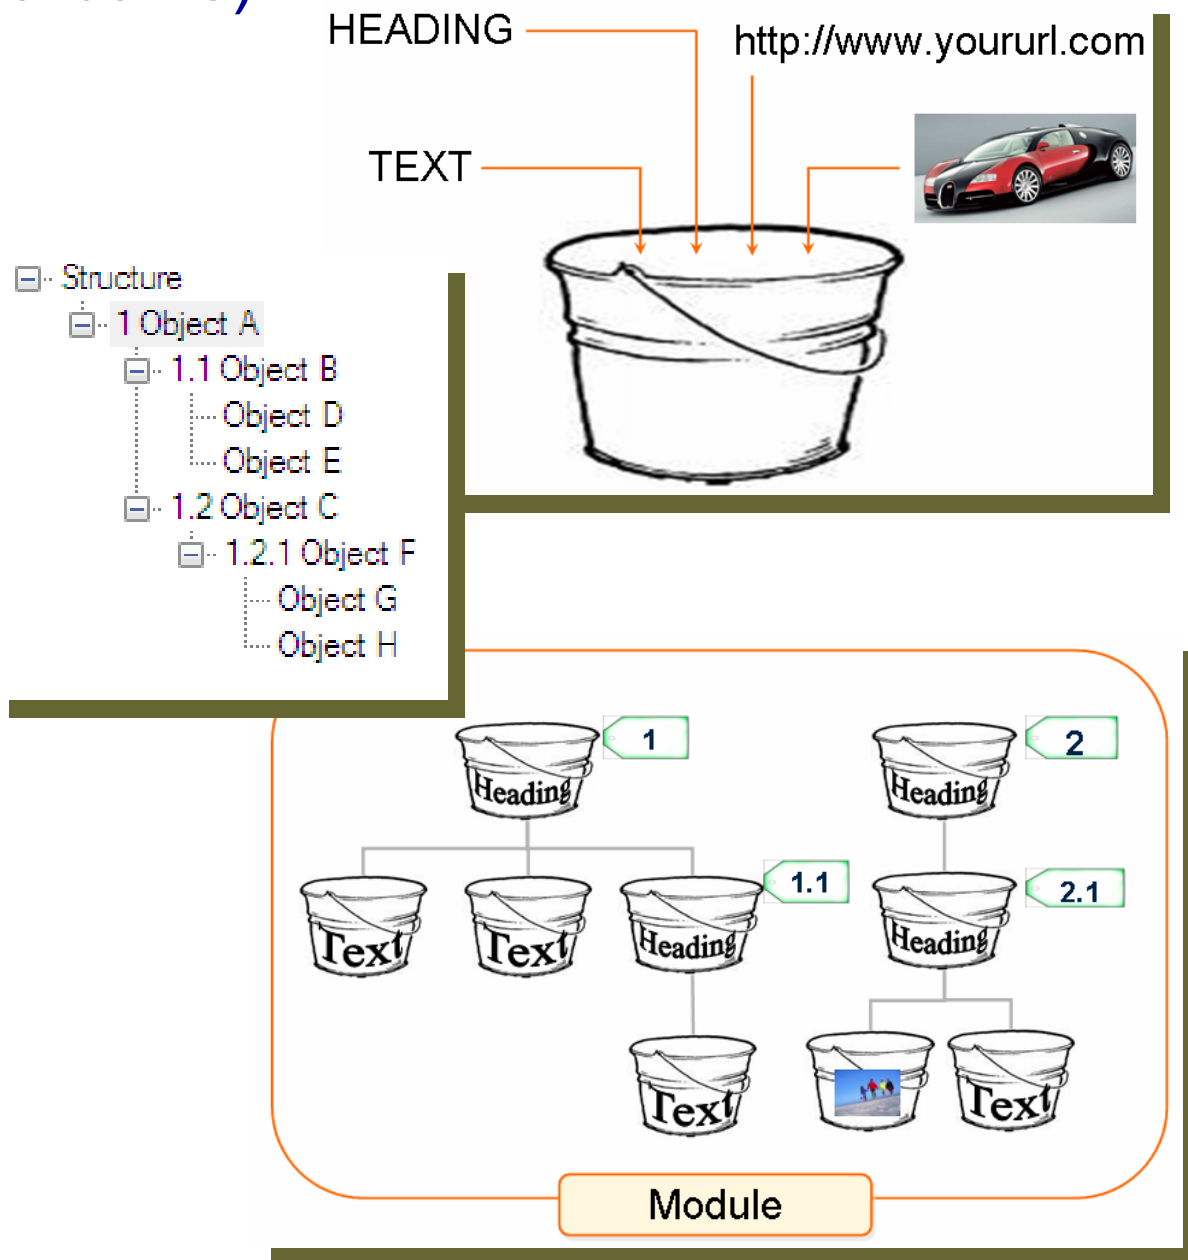 HEADING
http://www.yoururl.com
TEXT
Structure
1 Object A
1.1 Object B
Object D
Object E
1.2 Object C
1.2.1 Object F
Object G
Object H
1
2
Heading
Heading
1.1
2.1
Text
Text
Heading
Heading
Text
Text
Module